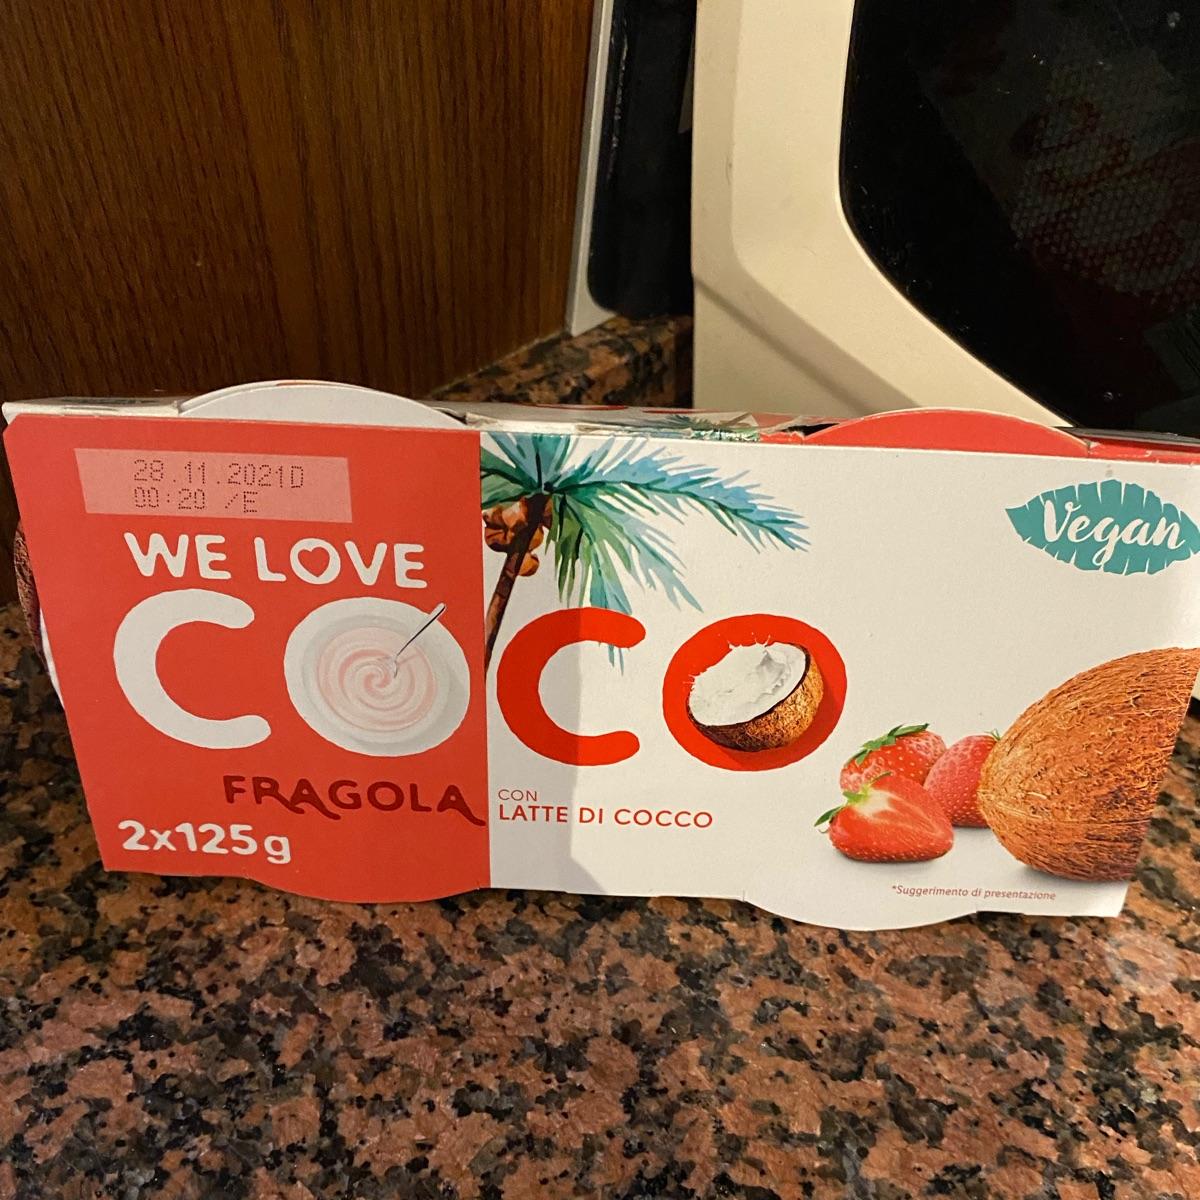 28.11.2021D
00:20 /E
WE LOVE
COCO
FRAGOLA
2x125g
CON
LATTE DI COCCO
Vegan
*Suggerimento di presentazione